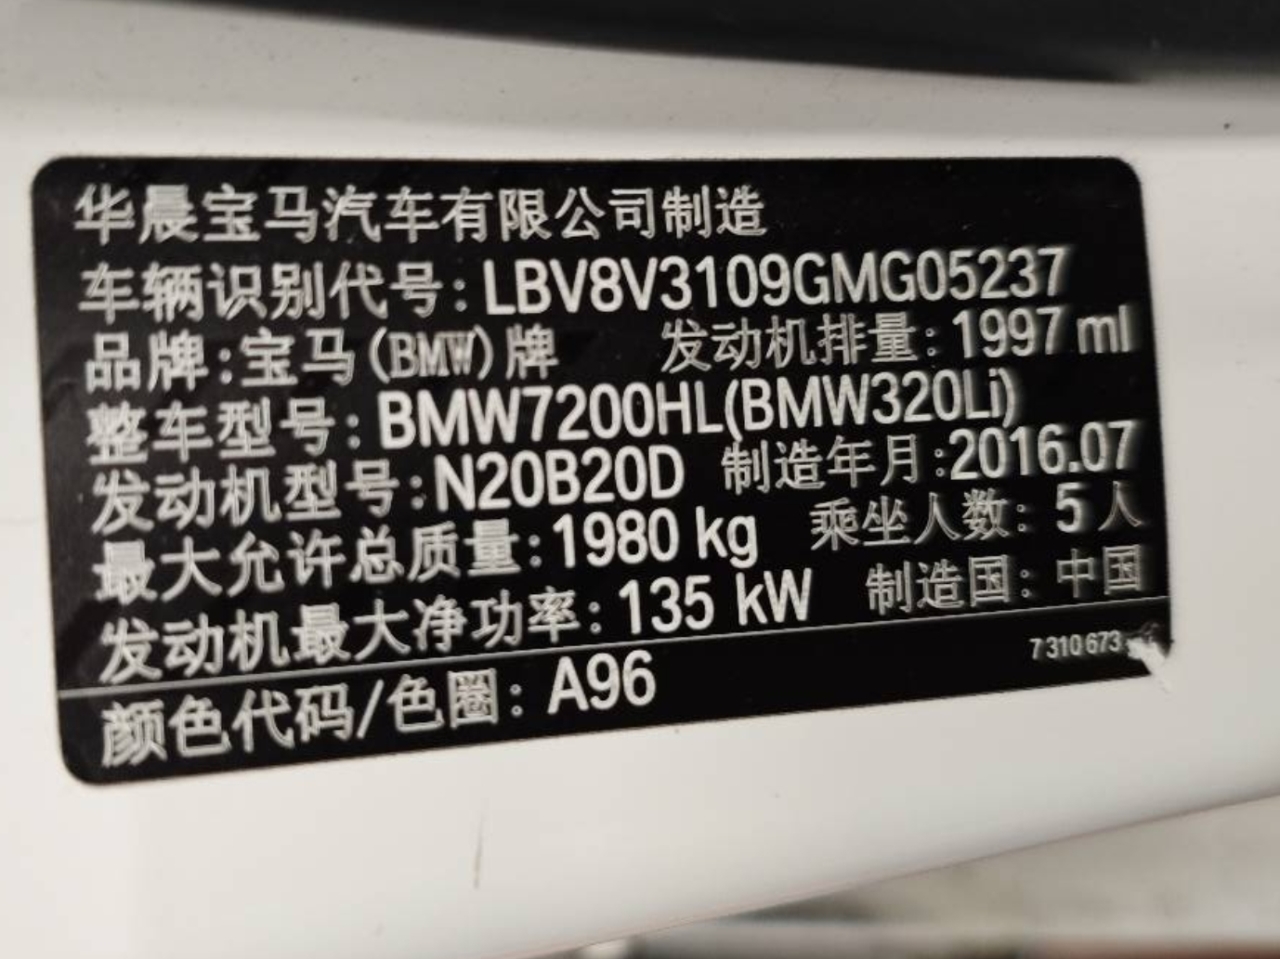 华晨宝马汽车有限公司制造
车辆识别代号：LBV8V3109GMG05237
品牌：宝马(BMW)牌 发动机排量：1997 ml
整车型号：BMW7200HL(BMW320Li)
发动机型号：N20B20D 制造年月：2016.07
最大允许总质量：1980 kg 乘坐人数：5人
发动机最大净功率：135 kW 制造国：中国
7 310 673
颜色代码/色圈：A96